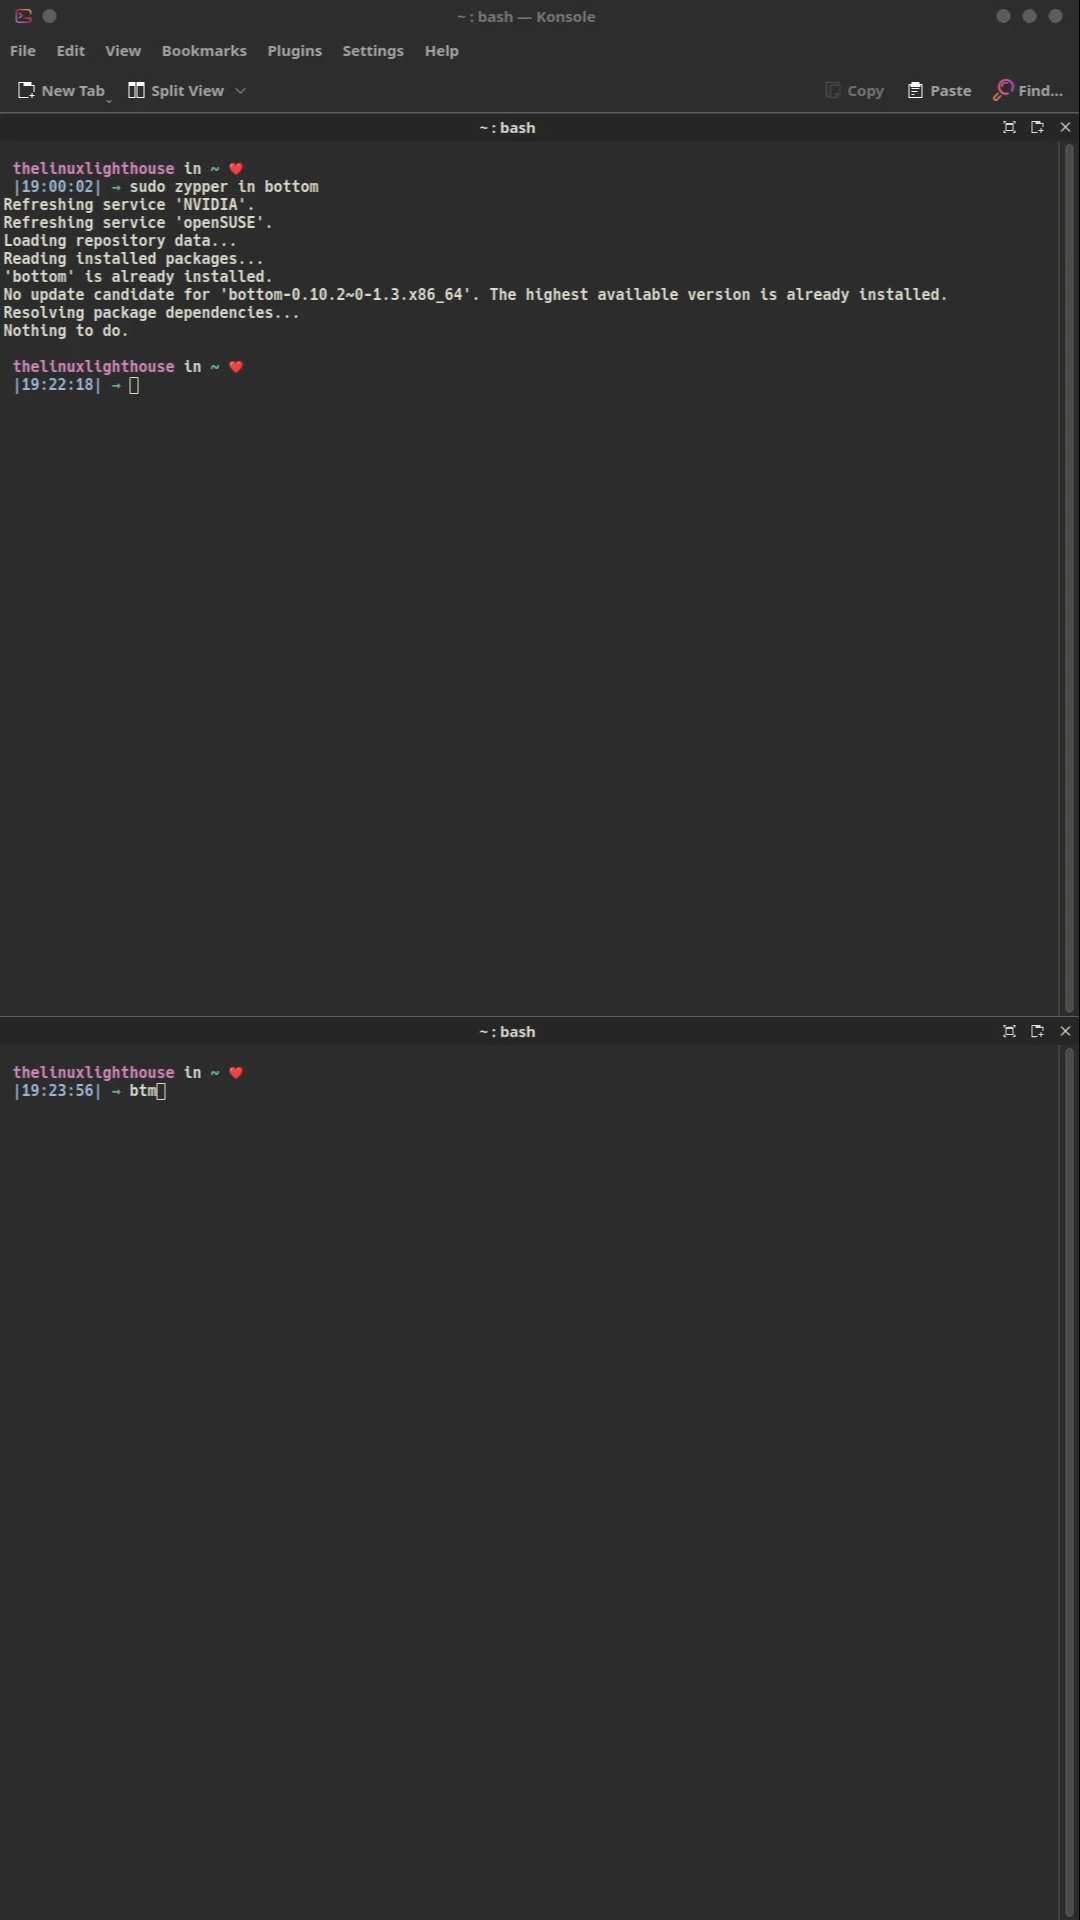 ~ : bash — Konsole
File Edit View Bookmarks Plugins Settings Help
New Tab Split View Copy Paste Find...
~ : bash
thelinuxlighthouse in ~ ❤️
|19:00:02| → sudo zypper in bottom
Refreshing service 'NVIDIA'.
Refreshing service 'openSUSE'.
Loading repository data...
Reading installed packages...
'bottom' is already installed.
No update candidate for 'bottom-0.10.2~0-1.3.x86_64'. The highest available version is already installed.
Resolving package dependencies...
Nothing to do.
thelinuxlighthouse in ~ ❤️
|19:22:18| →
~ : bash
thelinuxlighthouse in ~ ❤️
|19:23:56| → btm